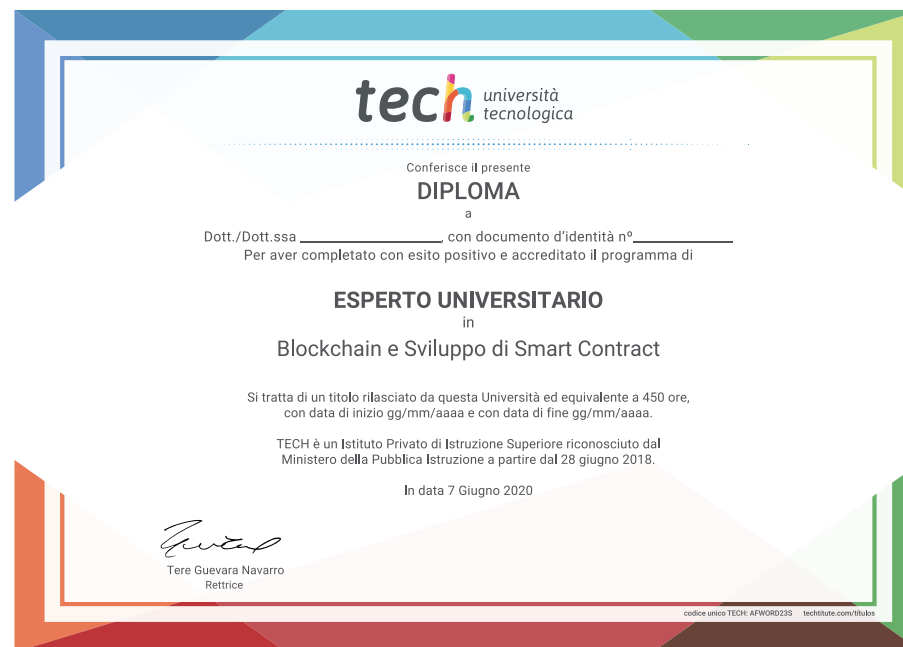 tech università
tecnologica
Conferisce il presente
DIPLOMA
a
Dott./Dott.ssa ____________________, con documento d'identità nº______________
Per aver completato con esito positivo e accreditato il programma di
ESPERTO UNIVERSITARIO
in
Blockchain e Sviluppo di Smart Contract
Si tratta di un titolo rilasciato da questa Università ed equivalente a 450 ore,
con data di inizio gg/mm/aaaa e con data di fine gg/mm/aaaa.
TECH è un Istituto Privato di Istruzione Superiore riconosciuto dal
Ministero della Pubblica Istruzione a partire dal 28 giugno 2018.
In data 7 Giugno 2020
Tere Guevara Navarro
Rettrice
codice unico TECH: AFWORD23S techtitute.com/títulos